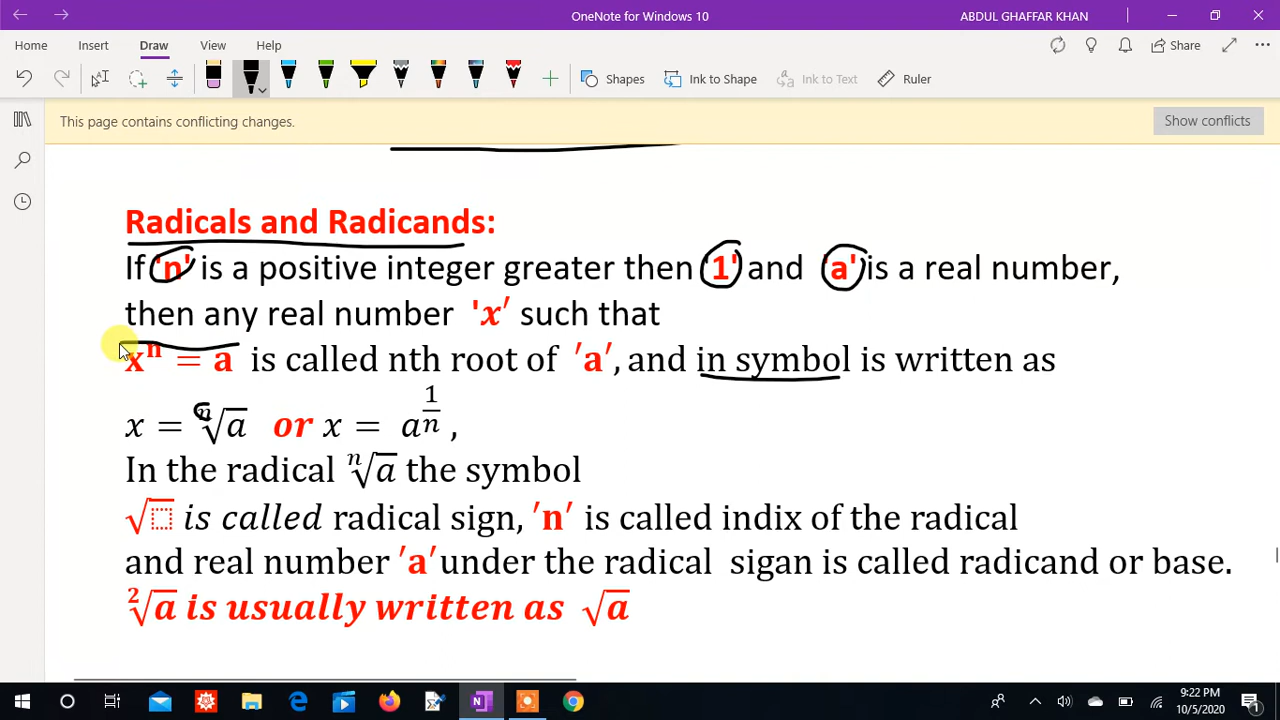 OneNote for Windows 10
ABDUL GHAFFAR KHAN
Home Insert Draw View Help
Share
Shapes Ink to Shape Ink to Text Ruler
This page contains conflicting changes.
Show conflicts
Radicals and Radicands:
If 'n' is a positive integer greater then '1' and 'a' is a real number,
then any real number 'x' such that
xⁿ = a is called nth root of 'a', and in symbol is written as
x = ⁿ√a or x = a^(1/n),
In the radical ⁿ√a the symbol
√⬚ is called radical sign, 'n' is called indix of the radical
and real number 'a' under the radical sigan is called radicand or base.
²√a is usually written as √a
9:22 PM
10/5/2020
1